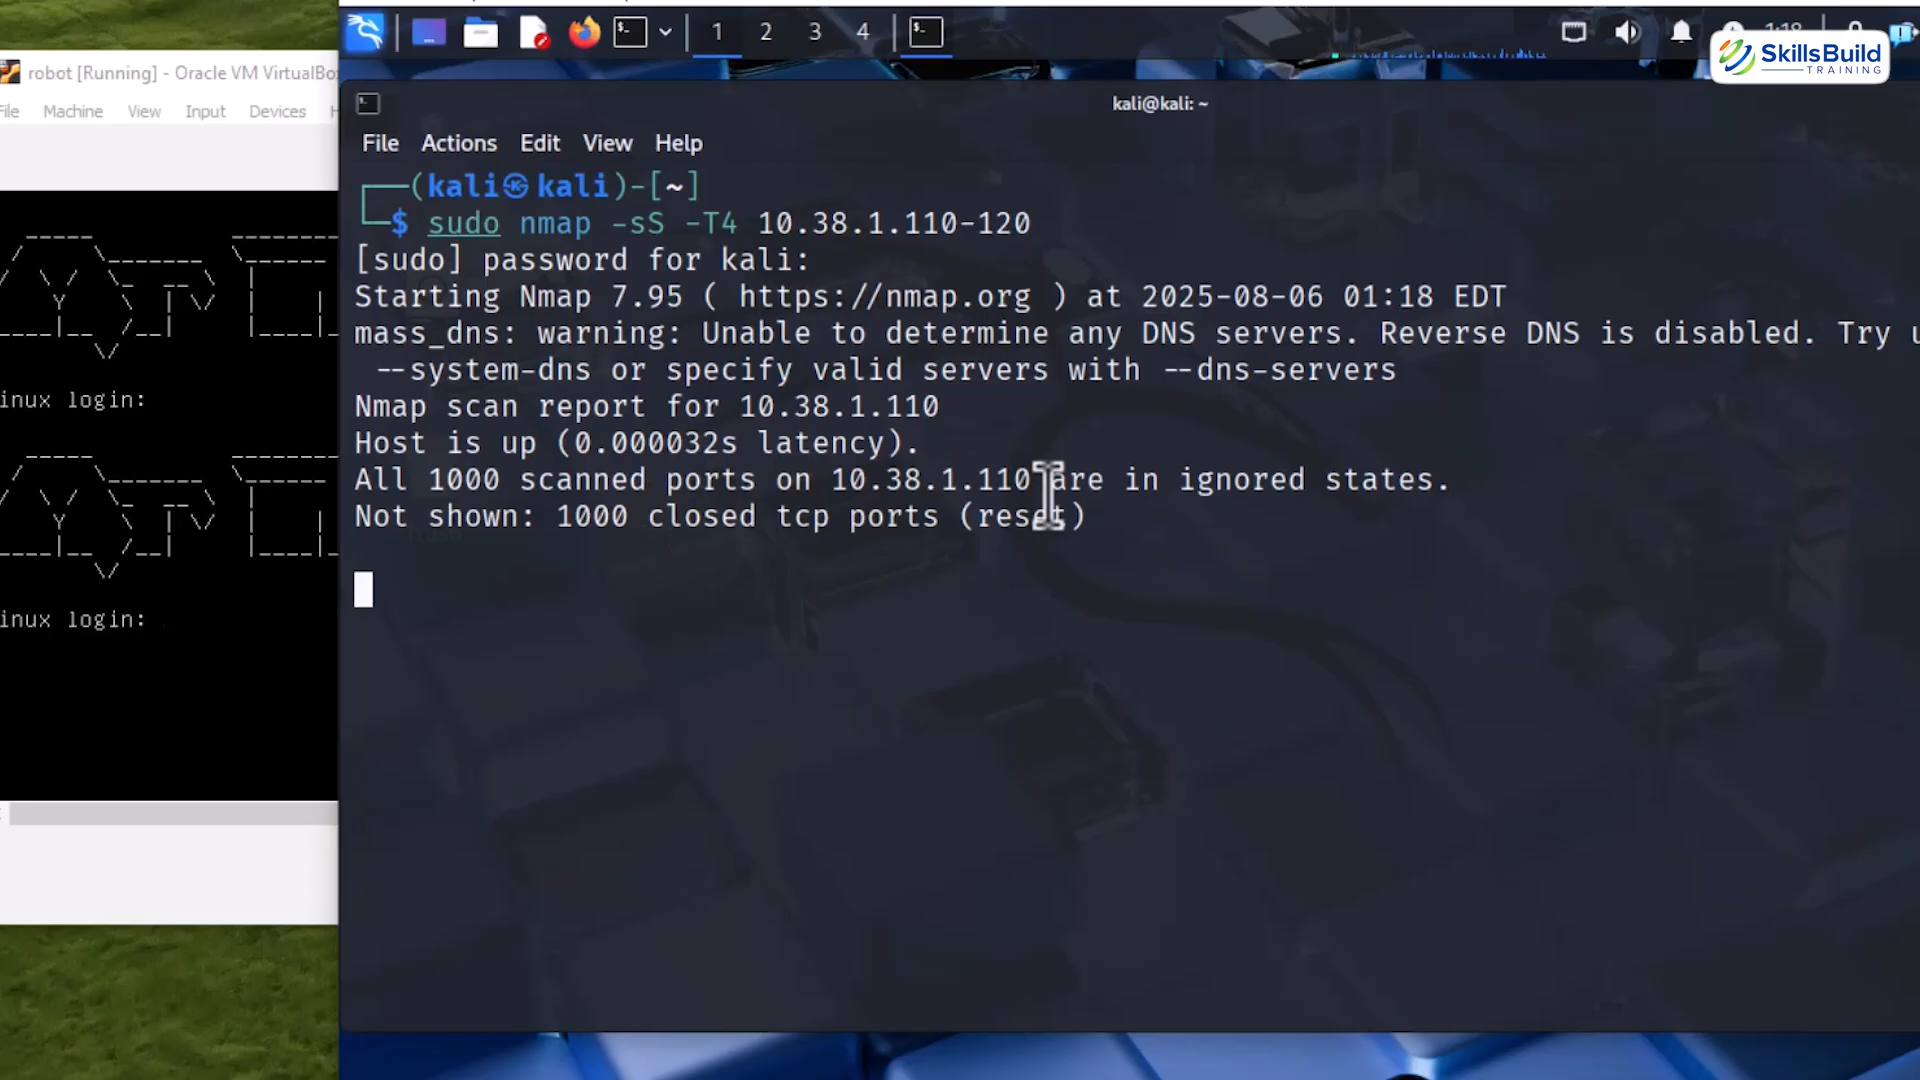 1 2 3 4
1:18
SkillsBuild
TRAINING
robot [Running] - Oracle VM VirtualBox
File Machine View Input Devices H
kali@kali: ~
File Actions Edit View Help
┌──(kali㉿kali)-[~]
└─$ sudo nmap -sS -T4 10.38.1.110-120
[sudo] password for kali:
Starting Nmap 7.95 ( https://nmap.org ) at 2025-08-06 01:18 EDT
mass_dns: warning: Unable to determine any DNS servers. Reverse DNS is disabled. Try u
--system-dns or specify valid servers with --dns-servers
Nmap scan report for 10.38.1.110
Host is up (0.000032s latency).
All 1000 scanned ports on 10.38.1.110 are in ignored states.
Not shown: 1000 closed tcp ports (reset)
inux login:
inux login: